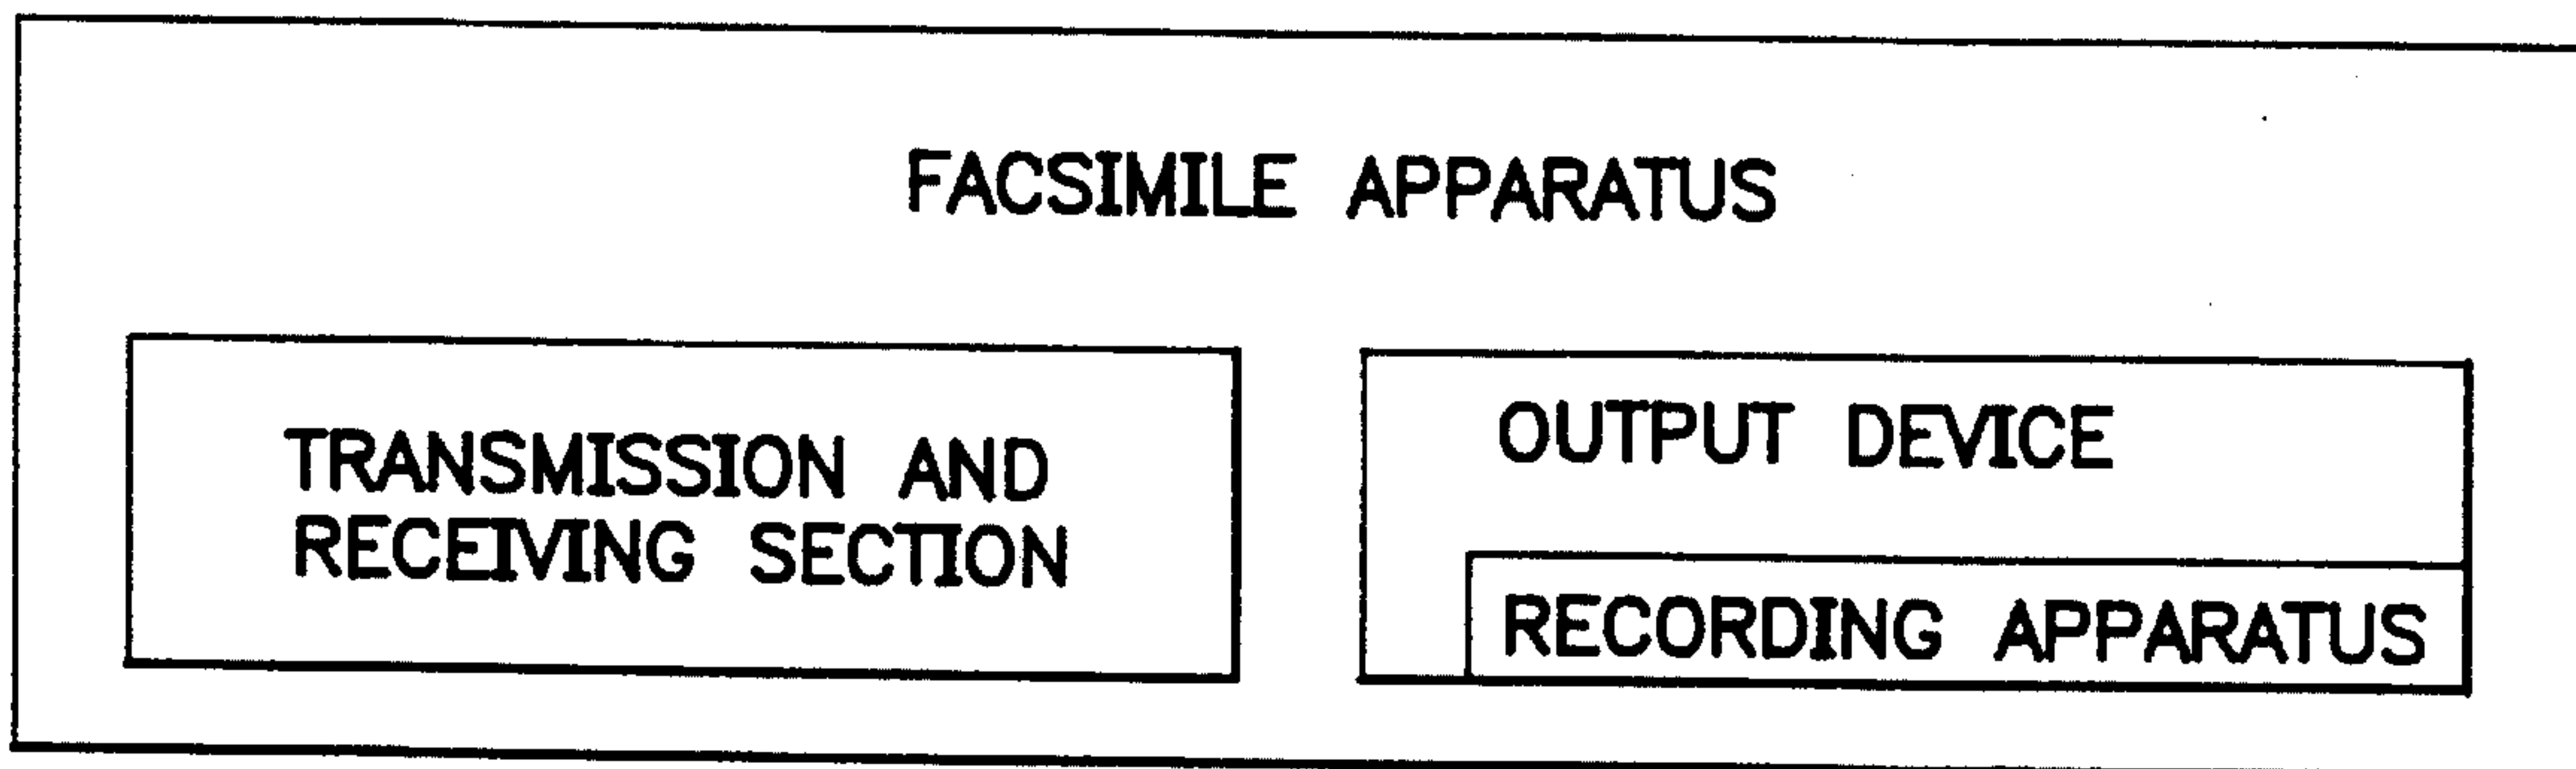 FACSIMILE APPARATUS
TRANSMISSION AND
RECEIVING SECTION
OUTPUT DEVICE
RECORDING APPARATUS